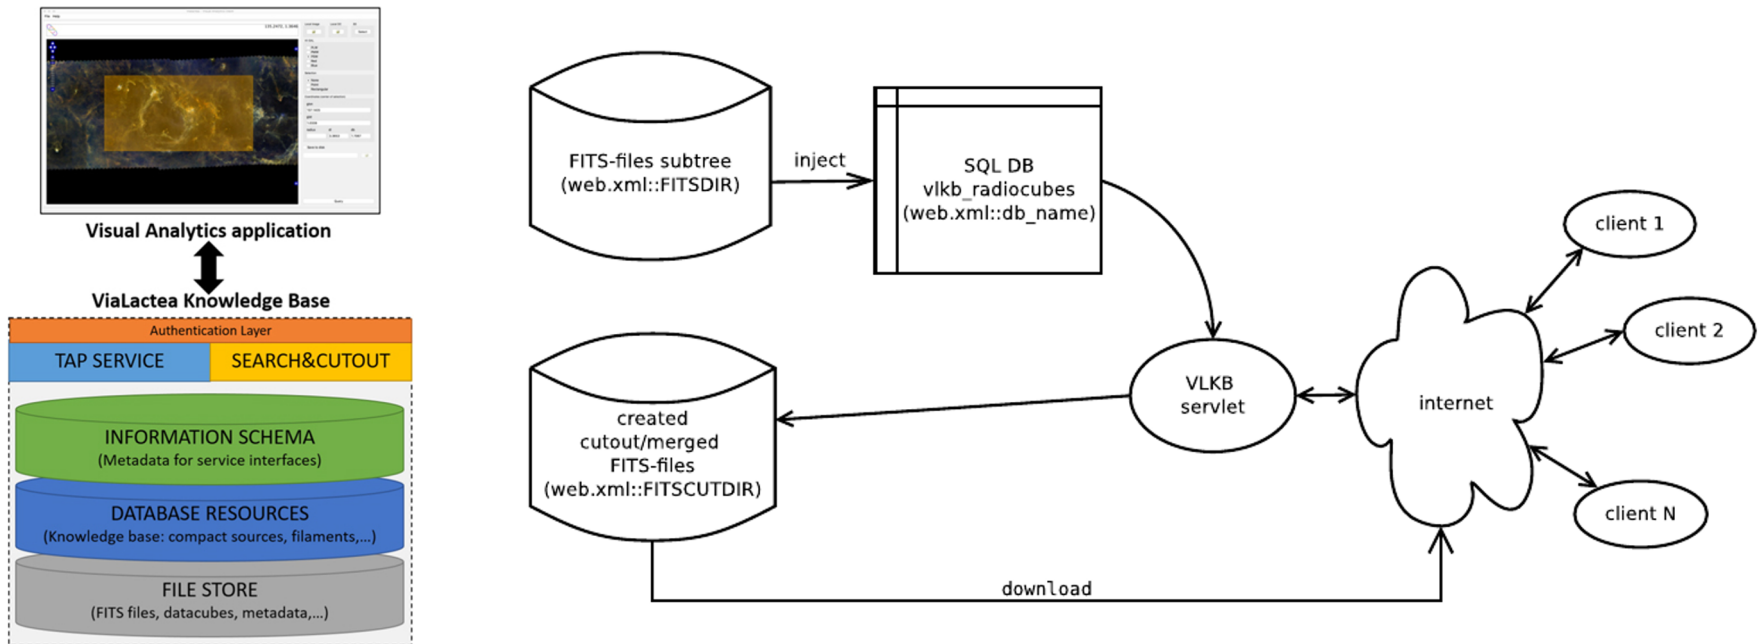 Visual Analytics application
ViaLactea Knowledge Base
Authentication Layer
TAP SERVICE
SEARCH&CUTOUT
INFORMATION SCHEMA
(Metadata for service interfaces)
DATABASE RESOURCES
(Knowledge base: compact sources, filaments,...)
FILE STORE
(FITS files, datacubes, metadata,...)
FITS-files subtree
(web.xml::FITSDIR)
inject
SQL DB
vlkb_radiocubes
(web.xml::db_name)
created
cutout/merged
FITS-files
(web.xml::FITSCUTDIR)
VLKB
servlet
internet
client 1
client 2
client N
download